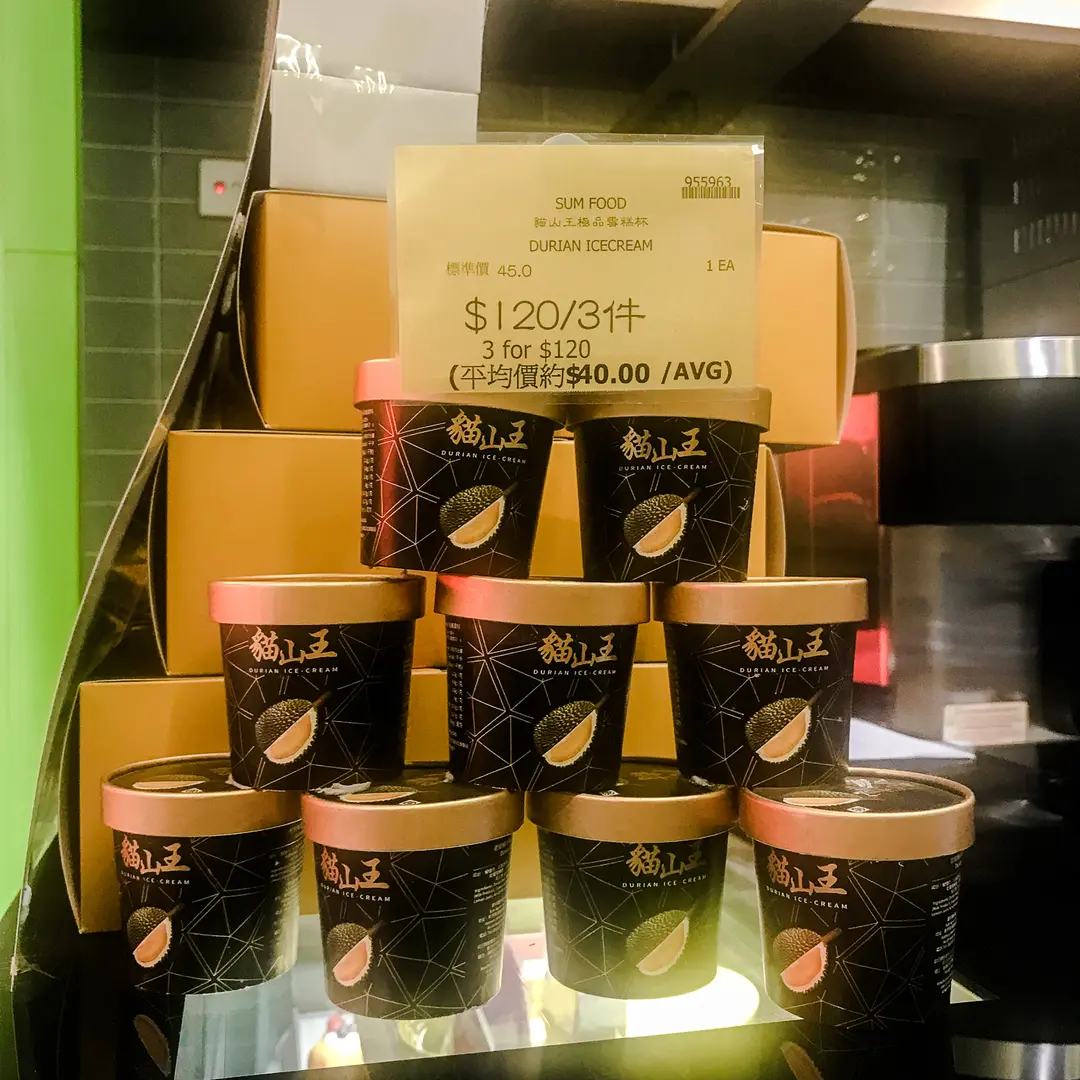 955963
SUM FOOD
貓山王極品雪糕杯
DURIAN ICECREAM
標準價 45.0
1 EA
$120/3件
3 for $120
(平均價約$40.00 /AVG)
貓山王
DURIAN ICE-CREAM
貓山王
DURIAN ICE-CREAM
貓山王
DURIAN ICE-CREAM
貓山王
DURIAN ICE-CREAM
貓山王
DURIAN ICE-CREAM
貓山王
DURIAN ICE-CREAM
貓山王
DURIAN ICE-CREAM
貓山王
DURIAN ICE-CREAM
貓山王
DURIAN ICE-CREAM